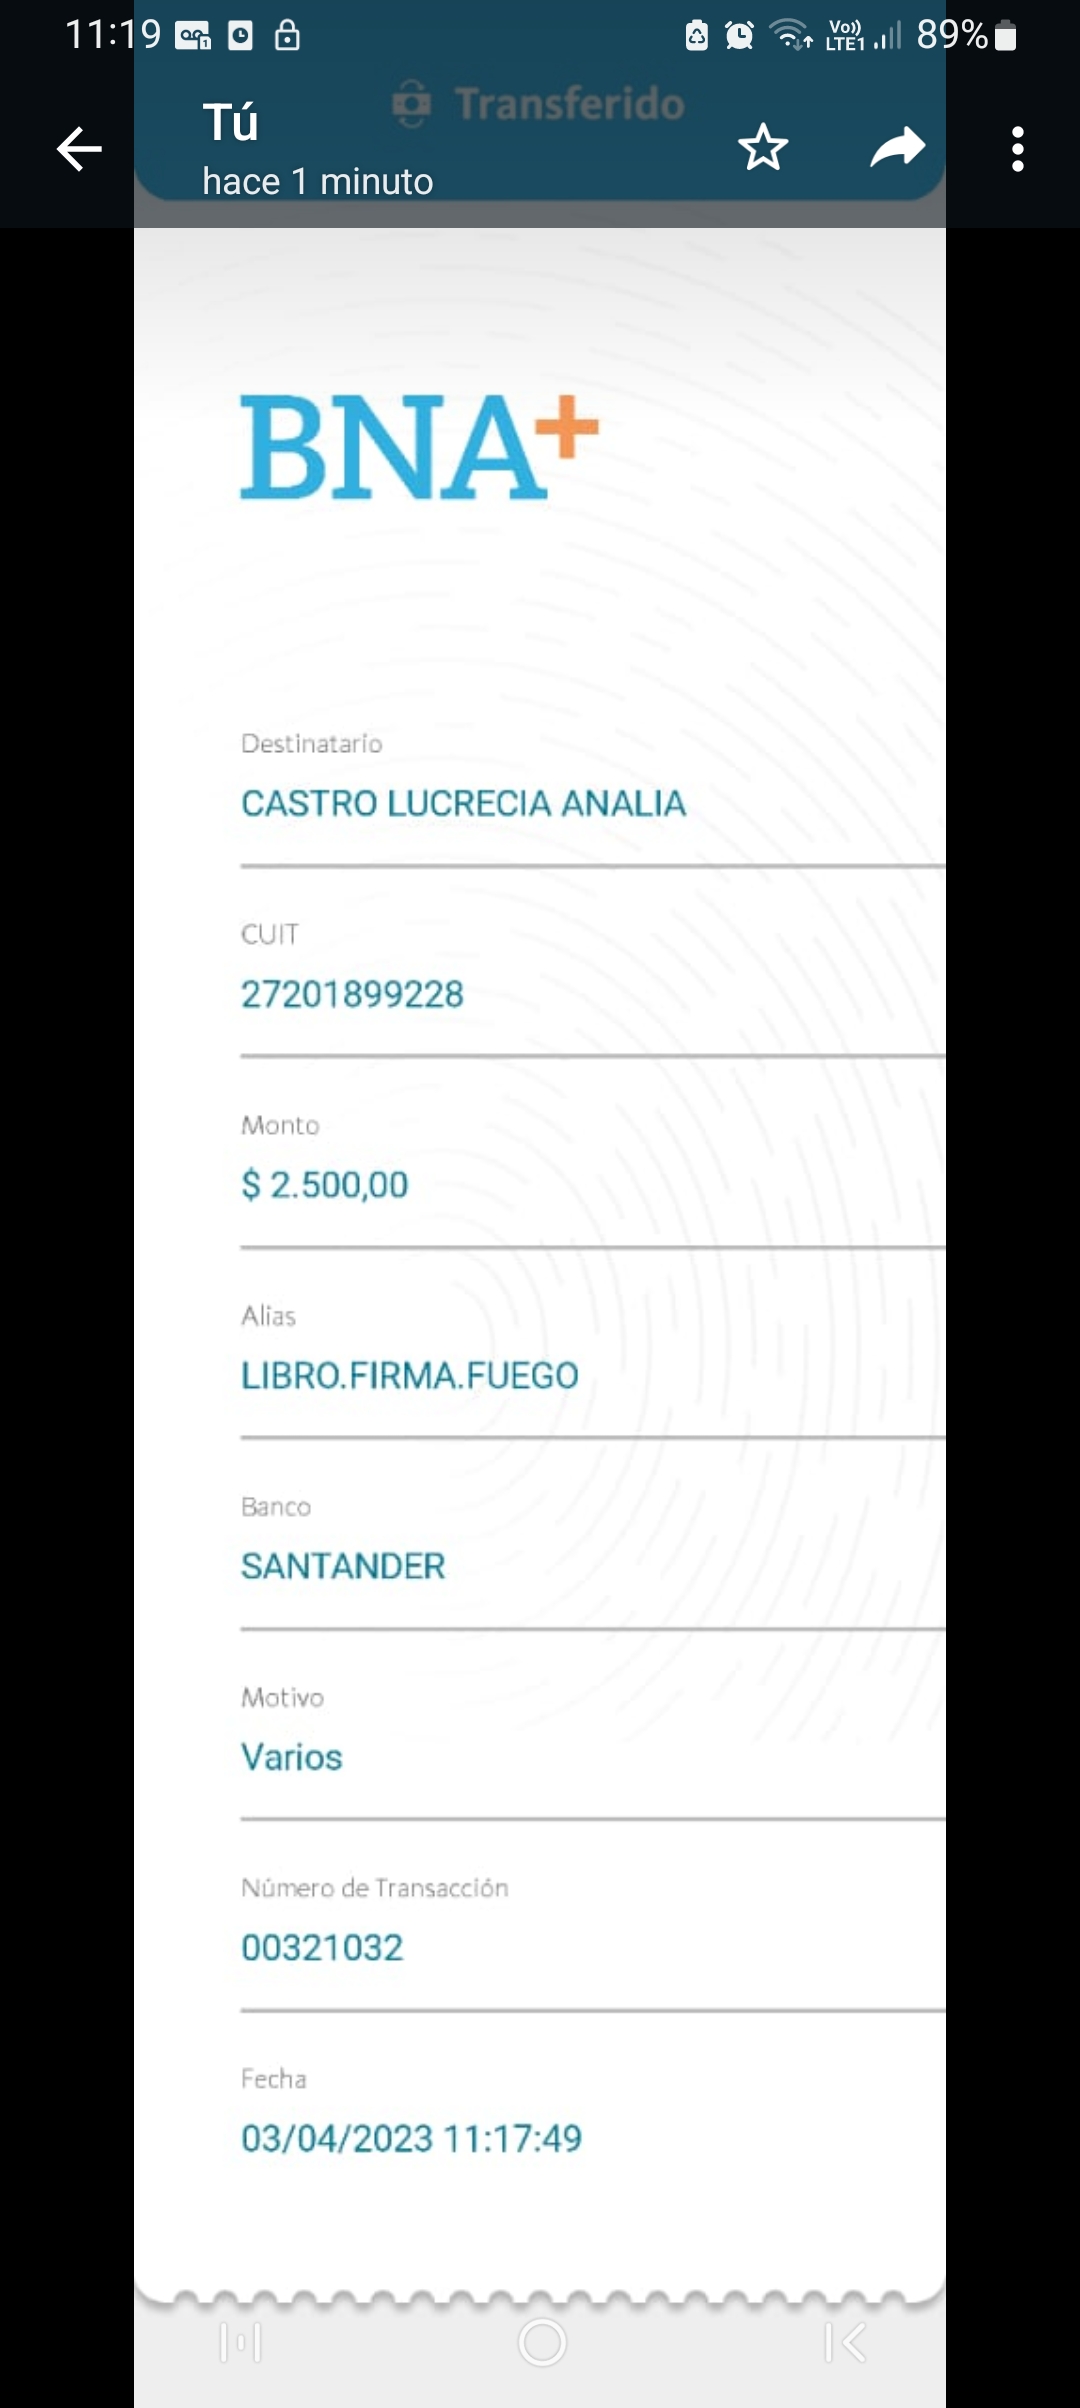 11:19 Vo)) LTE1 89%
Transferido
Tú
hace 1 minuto
BNA+
Destinatario
CASTRO LUCRECIA ANALIA
CUIT
27201899228
Monto
$ 2.500,00
Alias
LIBRO.FIRMA.FUEGO
Banco
SANTANDER
Motivo
Varios
Número de Transacción
00321032
Fecha
03/04/2023 11:17:49